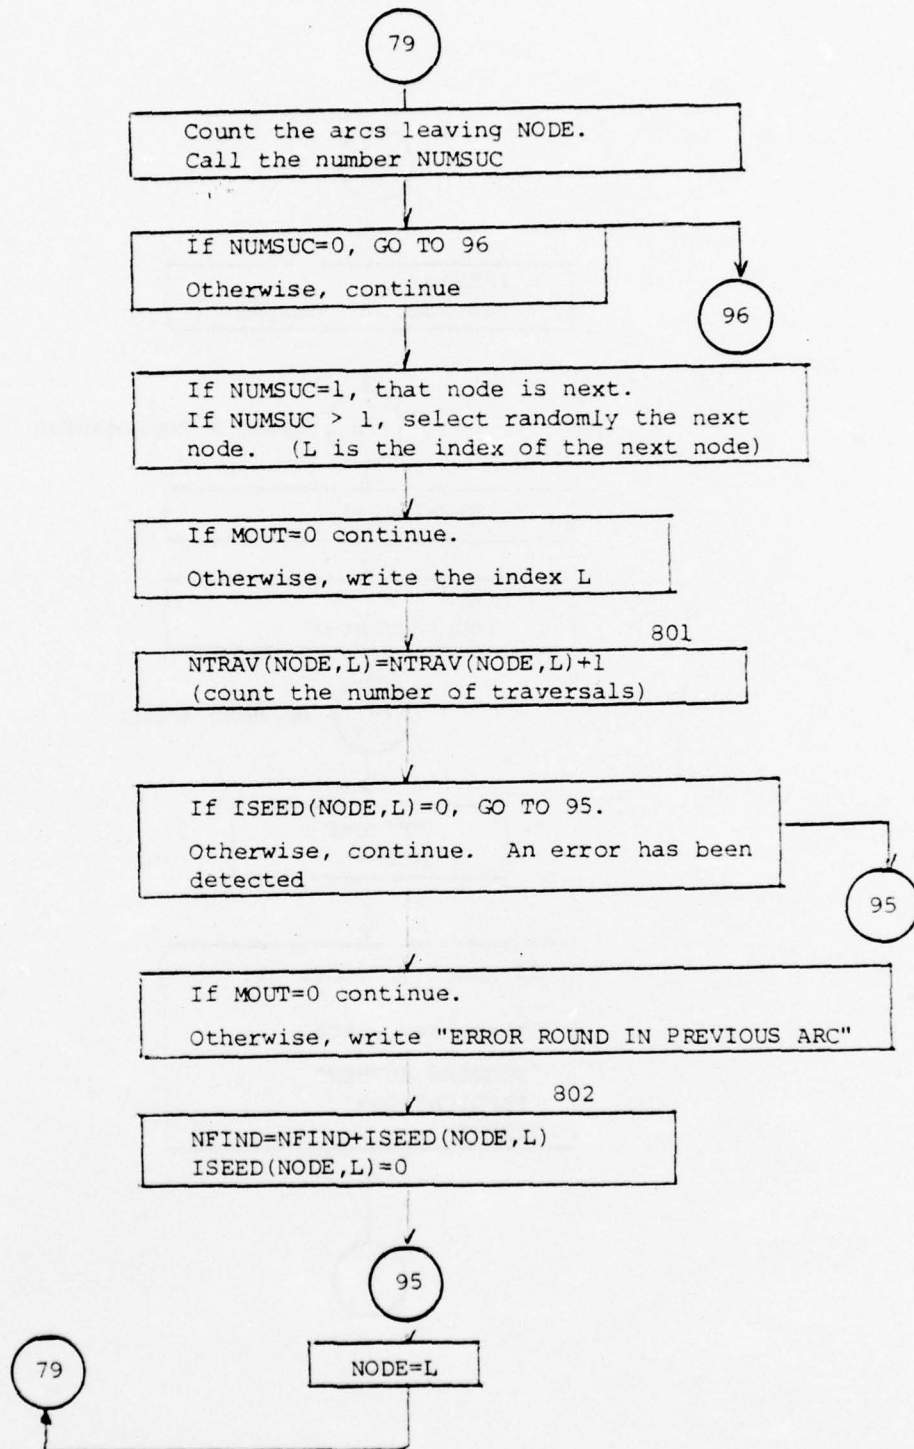 79
Count the arcs leaving NODE.
Call the number NUMSUC
If NUMSUC=0, GO TO 96
Otherwise, continue
96
If NUMSUC=1, that node is next.
If NUMSUC > 1, select randomly the next
node. (L is the index of the next node)
If MOUT=0 continue.
Otherwise, write the index L
801
NTRAV(NODE,L)=NTRAV(NODE,L)+1
(count the number of traversals)
If ISEED(NODE,L)=0, GO TO 95.
Otherwise, continue. An error has been
detected
95
If MOUT=0 continue.
Otherwise, write "ERROR ROUND IN PREVIOUS ARC"
802
NFIND=NFIND+ISEED(NODE,L)
ISEED(NODE,L)=0
95
79
NODE=L